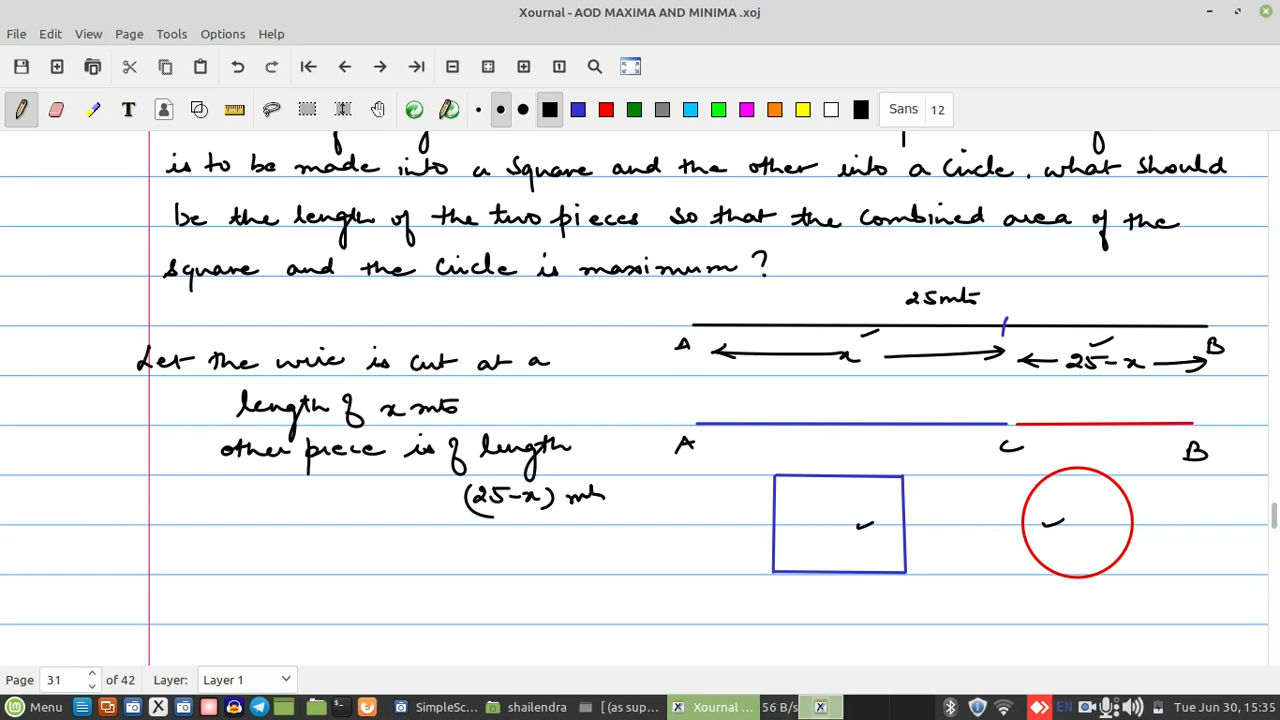 Xournal - AOD MAXIMA AND MINIMA .xoj
File Edit View Page Tools Options Help
Sans 12
is to be made into a square and the other into a circle. what should
be the length of the two pieces so that the combined area of the
square and the circle is maximum?
25mts
A x 25-x B
Let the wire is cut at a
length of x mts
A C B
other piece is of length
(25-x) mts
Page 31 of 42 Layer: Layer 1
Menu SimpleSc... shailendra [(as sup... Xournal ... 56 B/s EN Tue Jun 30, 15:35